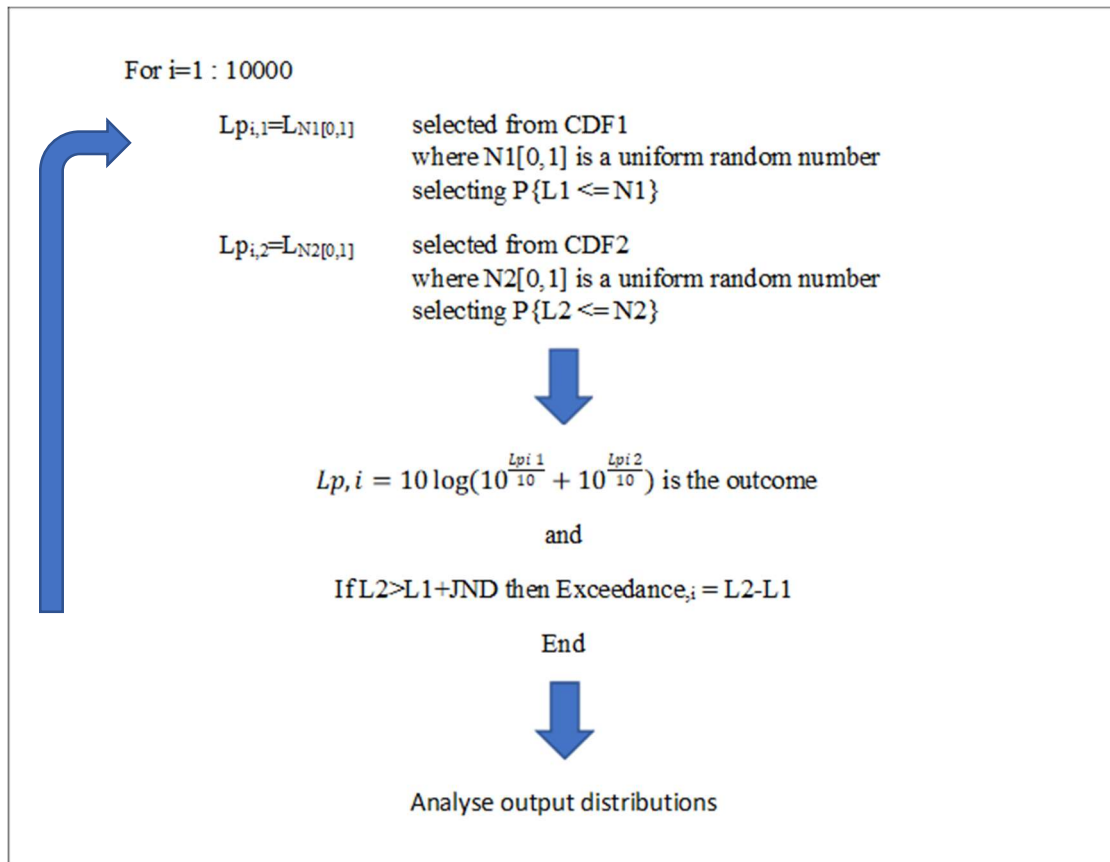 For i=1 : 10000
Lpi,1=LN1[0,1] selected from CDF1
where N1[0,1] is a uniform random number
selecting P{L1 <= N1}
Lpi,2=LN2[0,1] selected from CDF2
where N2[0,1] is a uniform random number
selecting P{L2 <= N2}
Lp, i = 10 log(10^(Lpi 1/10) + 10^(Lpi 2/10)) is the outcome
and
If L2>L1+JND then Exceedance,i = L2-L1
End
Analyse output distributions